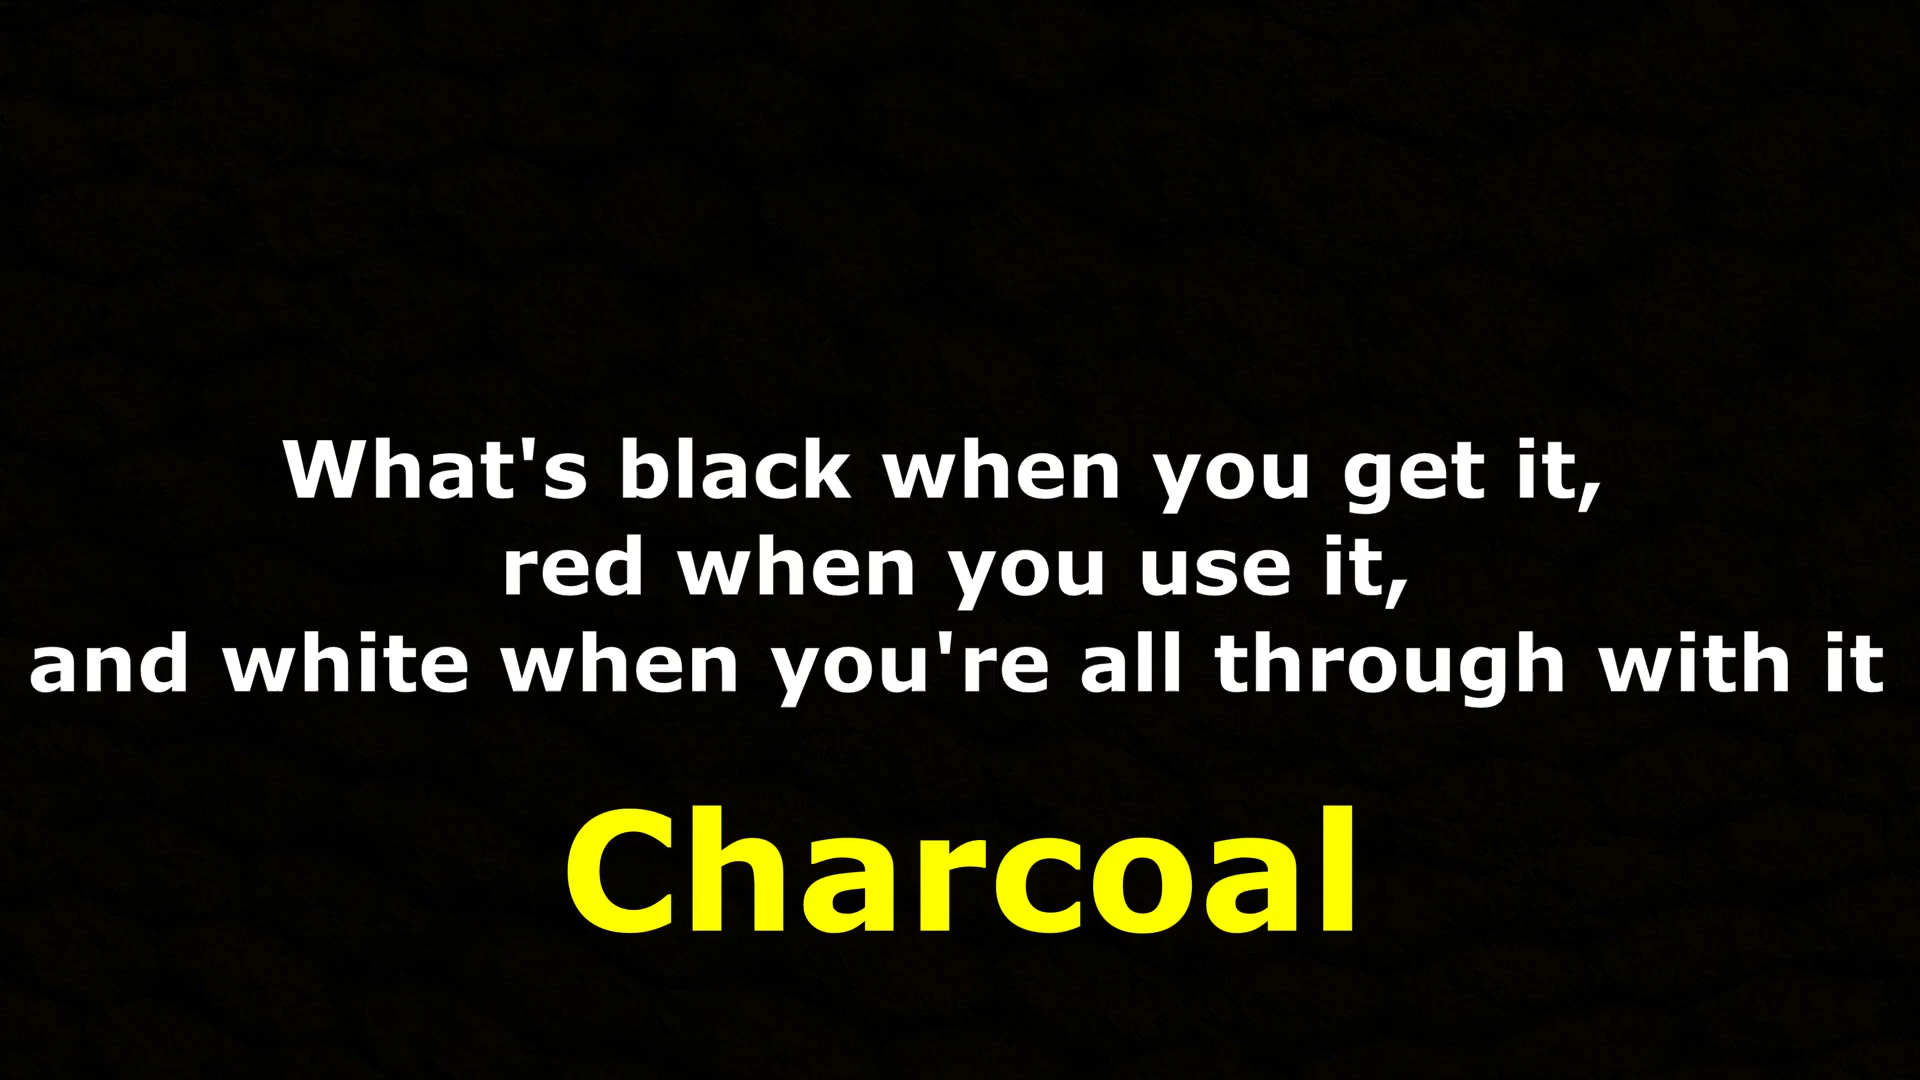 What's black when you get it,
red when you use it,
and white when you're all through with it
Charcoal